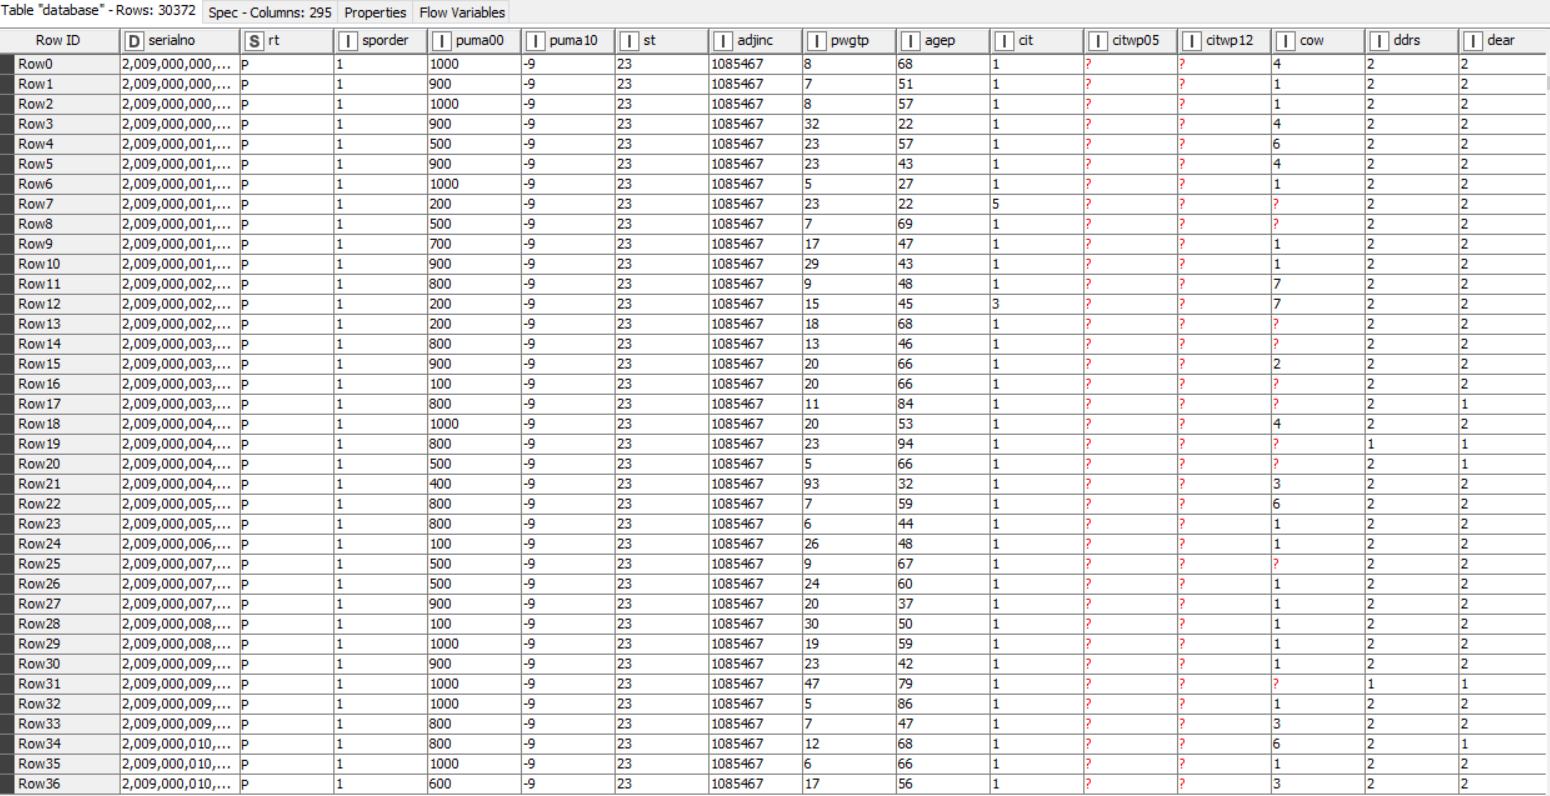 Table "database" - Rows: 30372 Spec - Columns: 295 Properties Flow Variables
Row ID D serialno S rt I sporder I puma00 I puma10 I st I adjinc I pwgtp I agep I cit I citwp05 I citwp12 I cow I ddrs I dear
Row0 2,009,000,000,... P 1 1000 -9 23 1085467 8 68 1 ? ? 4 2 2
Row1 2,009,000,000,... P 1 900 -9 23 1085467 7 51 1 ? ? 1 2 2
Row2 2,009,000,000,... P 1 1000 -9 23 1085467 8 57 1 ? ? 1 2 2
Row3 2,009,000,000,... P 1 900 -9 23 1085467 32 22 1 ? ? 4 2 2
Row4 2,009,000,001,... P 1 500 -9 23 1085467 23 57 1 ? ? 6 2 2
Row5 2,009,000,001,... P 1 900 -9 23 1085467 23 43 1 ? ? 4 2 2
Row6 2,009,000,001,... P 1 1000 -9 23 1085467 5 27 1 ? ? 1 2 2
Row7 2,009,000,001,... P 1 200 -9 23 1085467 23 22 5 ? ? ? 2 2
Row8 2,009,000,001,... P 1 500 -9 23 1085467 7 69 1 ? ? ? 2 2
Row9 2,009,000,001,... P 1 700 -9 23 1085467 17 47 1 ? ? 1 2 2
Row10 2,009,000,001,... P 1 900 -9 23 1085467 29 43 1 ? ? 1 2 2
Row11 2,009,000,002,... P 1 800 -9 23 1085467 9 48 1 ? ? 7 2 2
Row12 2,009,000,002,... P 1 200 -9 23 1085467 15 45 3 ? ? 7 2 2
Row13 2,009,000,002,... P 1 200 -9 23 1085467 18 68 1 ? ? ? 2 2
Row14 2,009,000,003,... P 1 800 -9 23 1085467 13 46 1 ? ? ? 2 2
Row15 2,009,000,003,... P 1 900 -9 23 1085467 20 66 1 ? ? 2 2 2
Row16 2,009,000,003,... P 1 100 -9 23 1085467 20 66 1 ? ? ? 2 2
Row17 2,009,000,003,... P 1 800 -9 23 1085467 11 84 1 ? ? ? 2 1
Row18 2,009,000,004,... P 1 1000 -9 23 1085467 20 53 1 ? ? 4 2 2
Row19 2,009,000,004,... P 1 800 -9 23 1085467 23 94 1 ? ? ? 1 1
Row20 2,009,000,004,... P 1 500 -9 23 1085467 5 66 1 ? ? ? 2 1
Row21 2,009,000,004,... P 1 400 -9 23 1085467 93 32 1 ? ? 3 2 2
Row22 2,009,000,005,... P 1 800 -9 23 1085467 7 59 1 ? ? 6 2 2
Row23 2,009,000,005,... P 1 800 -9 23 1085467 6 44 1 ? ? 1 2 2
Row24 2,009,000,006,... P 1 100 -9 23 1085467 26 48 1 ? ? 1 2 2
Row25 2,009,000,007,... P 1 500 -9 23 1085467 9 67 1 ? ? ? 2 2
Row26 2,009,000,007,... P 1 500 -9 23 1085467 24 60 1 ? ? 1 2 2
Row27 2,009,000,007,... P 1 900 -9 23 1085467 20 37 1 ? ? 1 2 2
Row28 2,009,000,008,... P 1 100 -9 23 1085467 30 50 1 ? ? 1 2 2
Row29 2,009,000,008,... P 1 1000 -9 23 1085467 19 59 1 ? ? 1 2 2
Row30 2,009,000,009,... P 1 900 -9 23 1085467 23 42 1 ? ? 1 2 2
Row31 2,009,000,009,... P 1 1000 -9 23 1085467 47 79 1 ? ? ? 1 1
Row32 2,009,000,009,... P 1 1000 -9 23 1085467 5 86 1 ? ? 1 2 2
Row33 2,009,000,009,... P 1 800 -9 23 1085467 7 47 1 ? ? 3 2 2
Row34 2,009,000,010,... P 1 800 -9 23 1085467 12 68 1 ? ? 6 2 1
Row35 2,009,000,010,... P 1 1000 -9 23 1085467 6 66 1 ? ? 1 2 2
Row36 2,009,000,010,... P 1 600 -9 23 1085467 17 56 1 ? ? 3 2 2